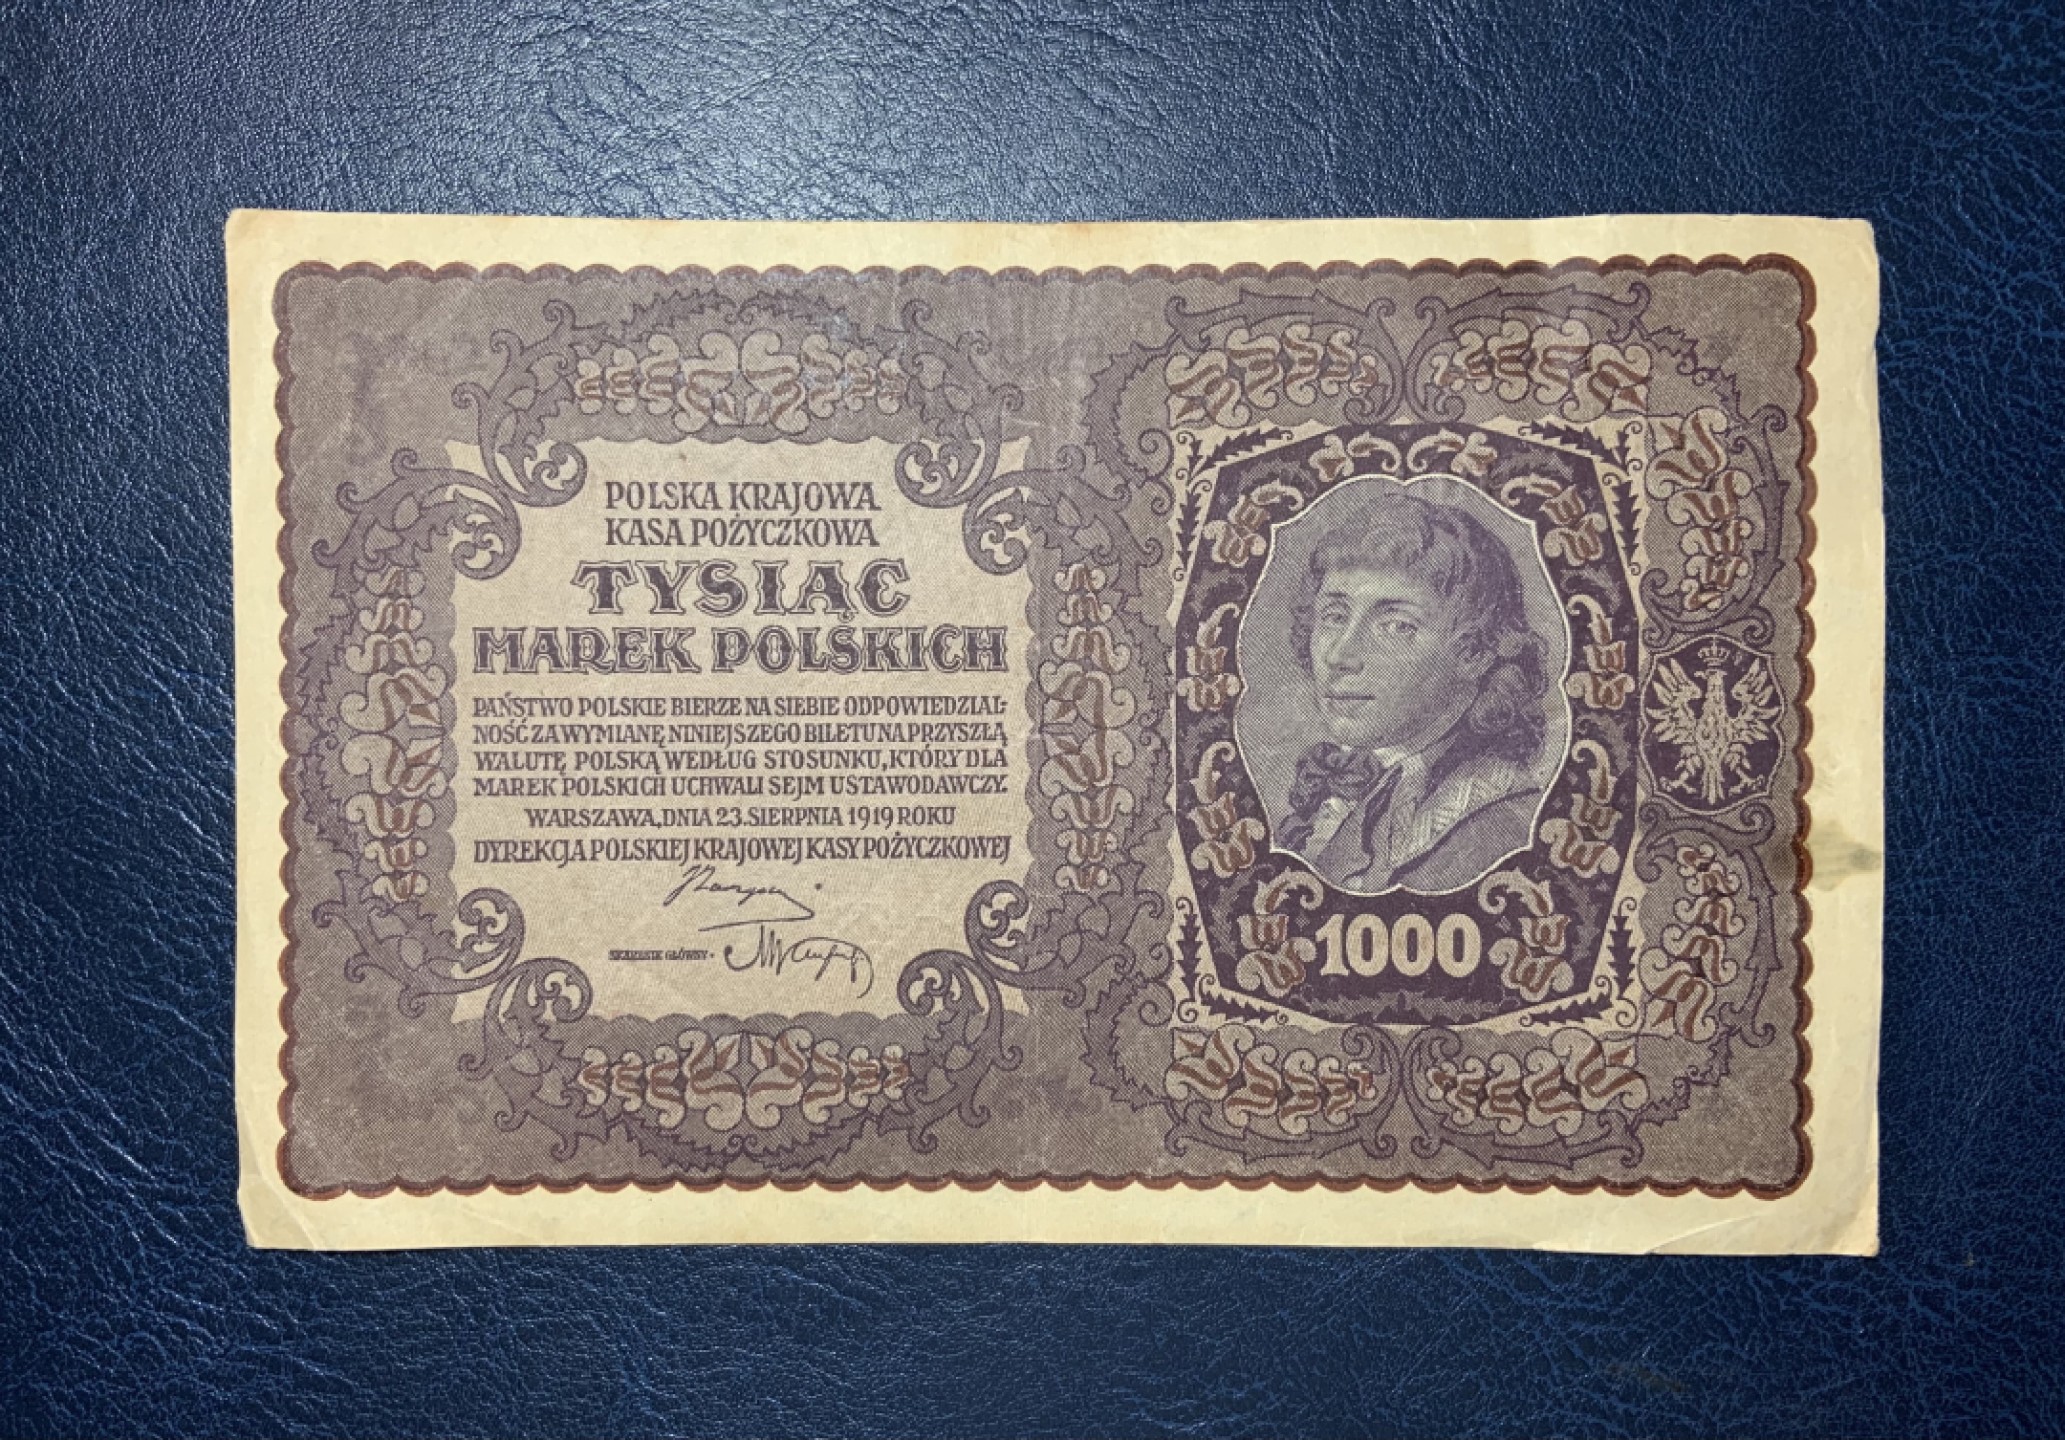 POLSKA KRAJOWA
KASA POŻYCZKOWA
TYSIĄC
MAREK POLSKICH
PAŃSTWO POLSKIE BIERZE NA SIEBIE ODPOWIEDZIAL-
NOŚĆ ZA WYMIANĘ NINIEJSZEGO BILETU NA PRZYSZŁĄ
WALUTĘ POLSKĄ WEDŁUG STOSUNKU, KTÓRY DLA
MAREK POLSKICH UCHWALI SEJM USTAWODAWCZY.
WARSZAWA, DNIA 23. SIERPNIA 1919 ROKU
DYREKCJA POLSKIEJ KRAJOWEJ KASY POŻYCZKOWEJ
SKARBNIK GŁÓWNY
1000